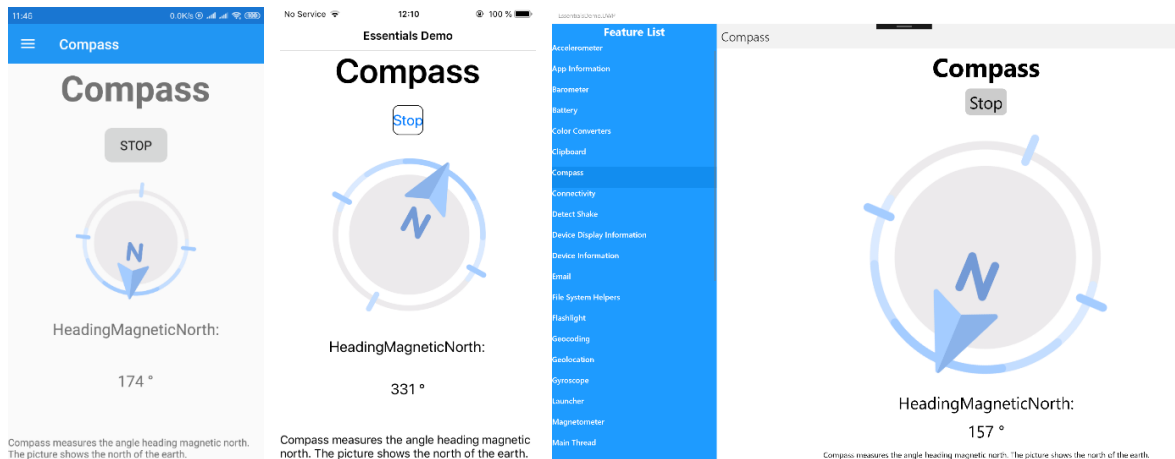 11:46
0.0K/s
100
Compass
Compass
STOP
N
HeadingMagneticNorth:
174 °
Compass measures the angle heading magnetic north.
The picture shows the north of the earth.
No Service
12:10
100 %
Essentials Demo
Compass
Stop
N
HeadingMagneticNorth:
331 °
Compass measures the angle heading magnetic
north. The picture shows the north of the earth.
Feature List
Accelerometer
App Information
Barometer
Battery
Color Converters
Clipboard
Compass
Connectivity
Detect Shake
Device Display Information
Device Information
Email
File System Helpers
Flashlight
Geocoding
Geolocation
Gyroscope
Launcher
Magnetometer
Main Thread
Compass
Compass
Stop
N
HeadingMagneticNorth:
157 °
Compass measures the angle heading magnetic north. The picture shows the north of the earth.